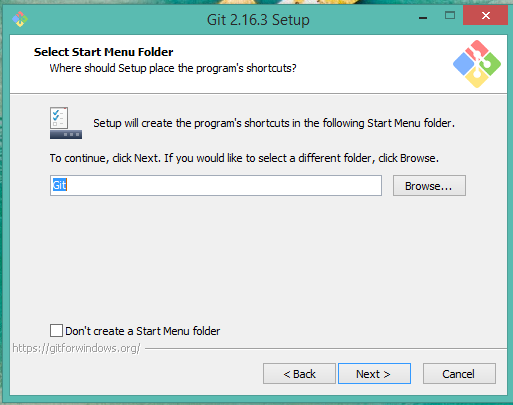 Git 2.16.3 Setup
Select Start Menu Folder
Where should Setup place the program's shortcuts?
Setup will create the program's shortcuts in the following Start Menu folder.
To continue, click Next. If you would like to select a different folder, click Browse.
Git
Browse...
Don't create a Start Menu folder
https://gitforwindows.org/
< Back
Next >
Cancel